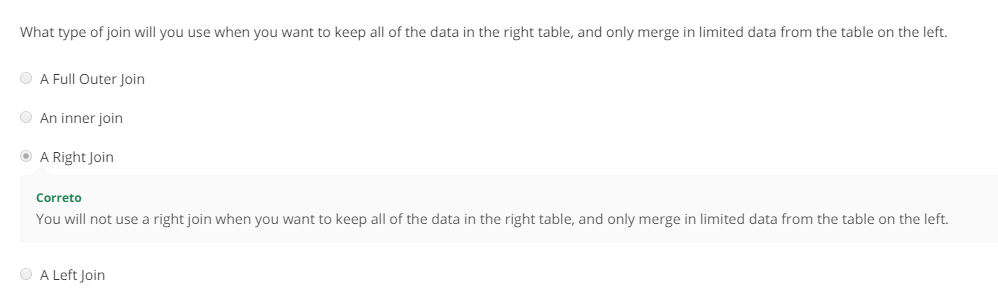 What type of join will you use when you want to keep all of the data in the right table, and only merge in limited data from the table on the left.
A Full Outer Join
An inner join
A Right Join
Correto
You will not use a right join when you want to keep all of the data in the right table, and only merge in limited data from the table on the left.
A Left Join